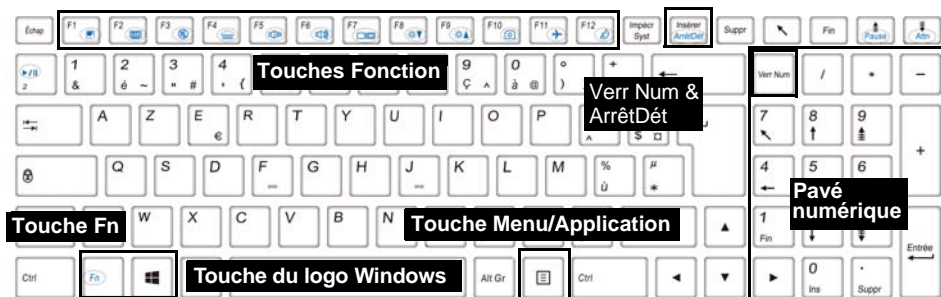 Échap F1 F2 F3 F4 F5 F6 F7 F8 F9 F10 F11 F12 Impécr Syst Insérer ArrêtDéf Suppr Fin Pause Attn
2 1 & 2 é ~ 3 " # 4 ' { Touches Fonction 9 Ç ^ 0 à @ ° ) + Verr Num / * -
Verr Num &
ArrêtDét
A Z E € R T Y U I O P ^ $ ¤ 7 8 9 +
Q S D F G H J K L M % ù µ * 4 5 6
Pavé
numérique
Touche Fn W X C V B N Touche Menu/Application 1 Fin Entrée
Ctrl Fn Touche du logo Windows Alt Gr Ctrl 0 Ins . Suppr